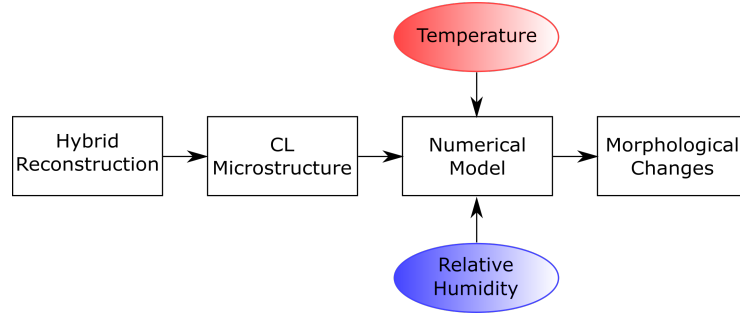 Temperature
Hybrid
Reconstruction
CL
Microstructure
Numerical
Model
Morphological
Changes
Relative
Humidity